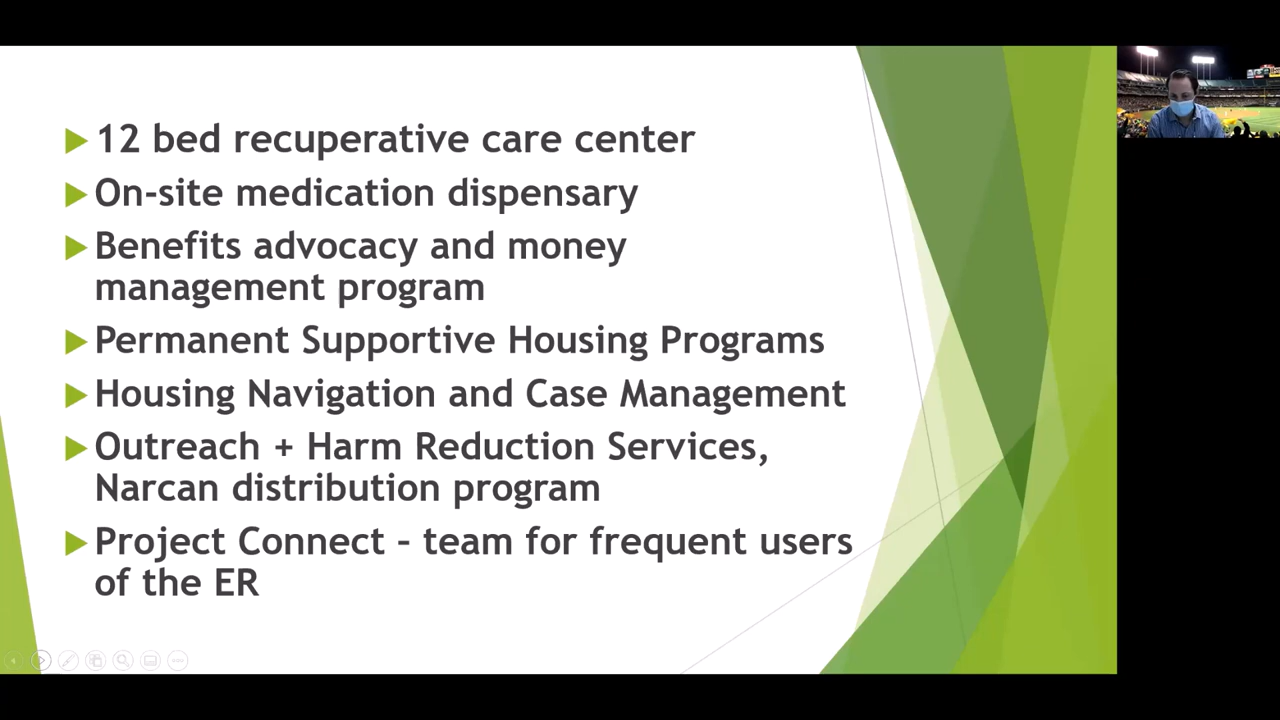 12 bed recuperative care center
On-site medication dispensary
Benefits advocacy and money
management program
Permanent Supportive Housing Programs
Housing Navigation and Case Management
Outreach + Harm Reduction Services,
Narcan distribution program
Project Connect – team for frequent users
of the ER